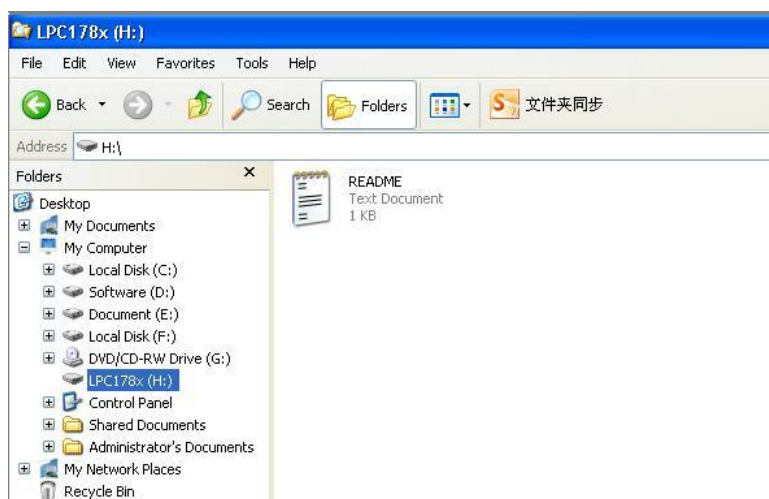 LPC178x (H:)
File Edit View Favorites Tools Help
Back Search Folders 文件夹同步
Address H:\
Folders
Desktop
My Documents
My Computer
Local Disk (C:)
Software (D:)
Document (E:)
Local Disk (F:)
DVD/CD-RW Drive (G:)
LPC178x (H:)
Control Panel
Shared Documents
Administrator's Documents
My Network Places
Recycle Bin
README
Text Document
1 KB